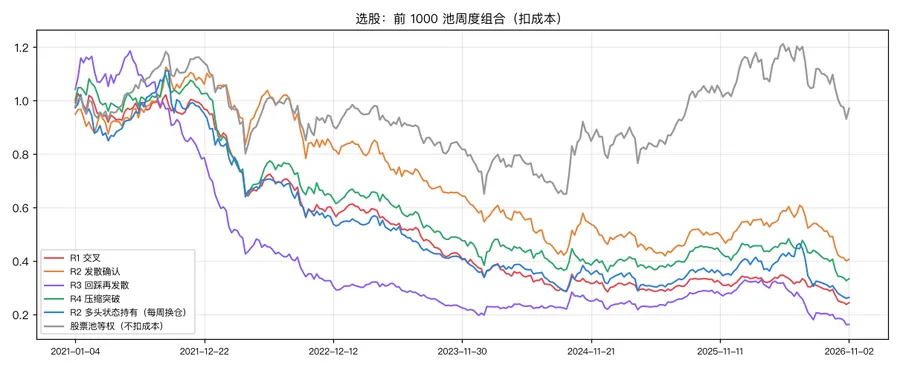 选股：前 1000 池周度组合（扣成本）
1.2
1.0
0.8
0.6
0.4
0.2
R1 交叉
R2 发散确认
R3 回踩再发散
R4 压缩突破
R2 多头状态持有（每周换仓）
股票池等权（不扣成本）
2021-01-04
2021-12-22
2022-12-12
2023-11-30
2024-11-21
2025-11-11
2026-11-02